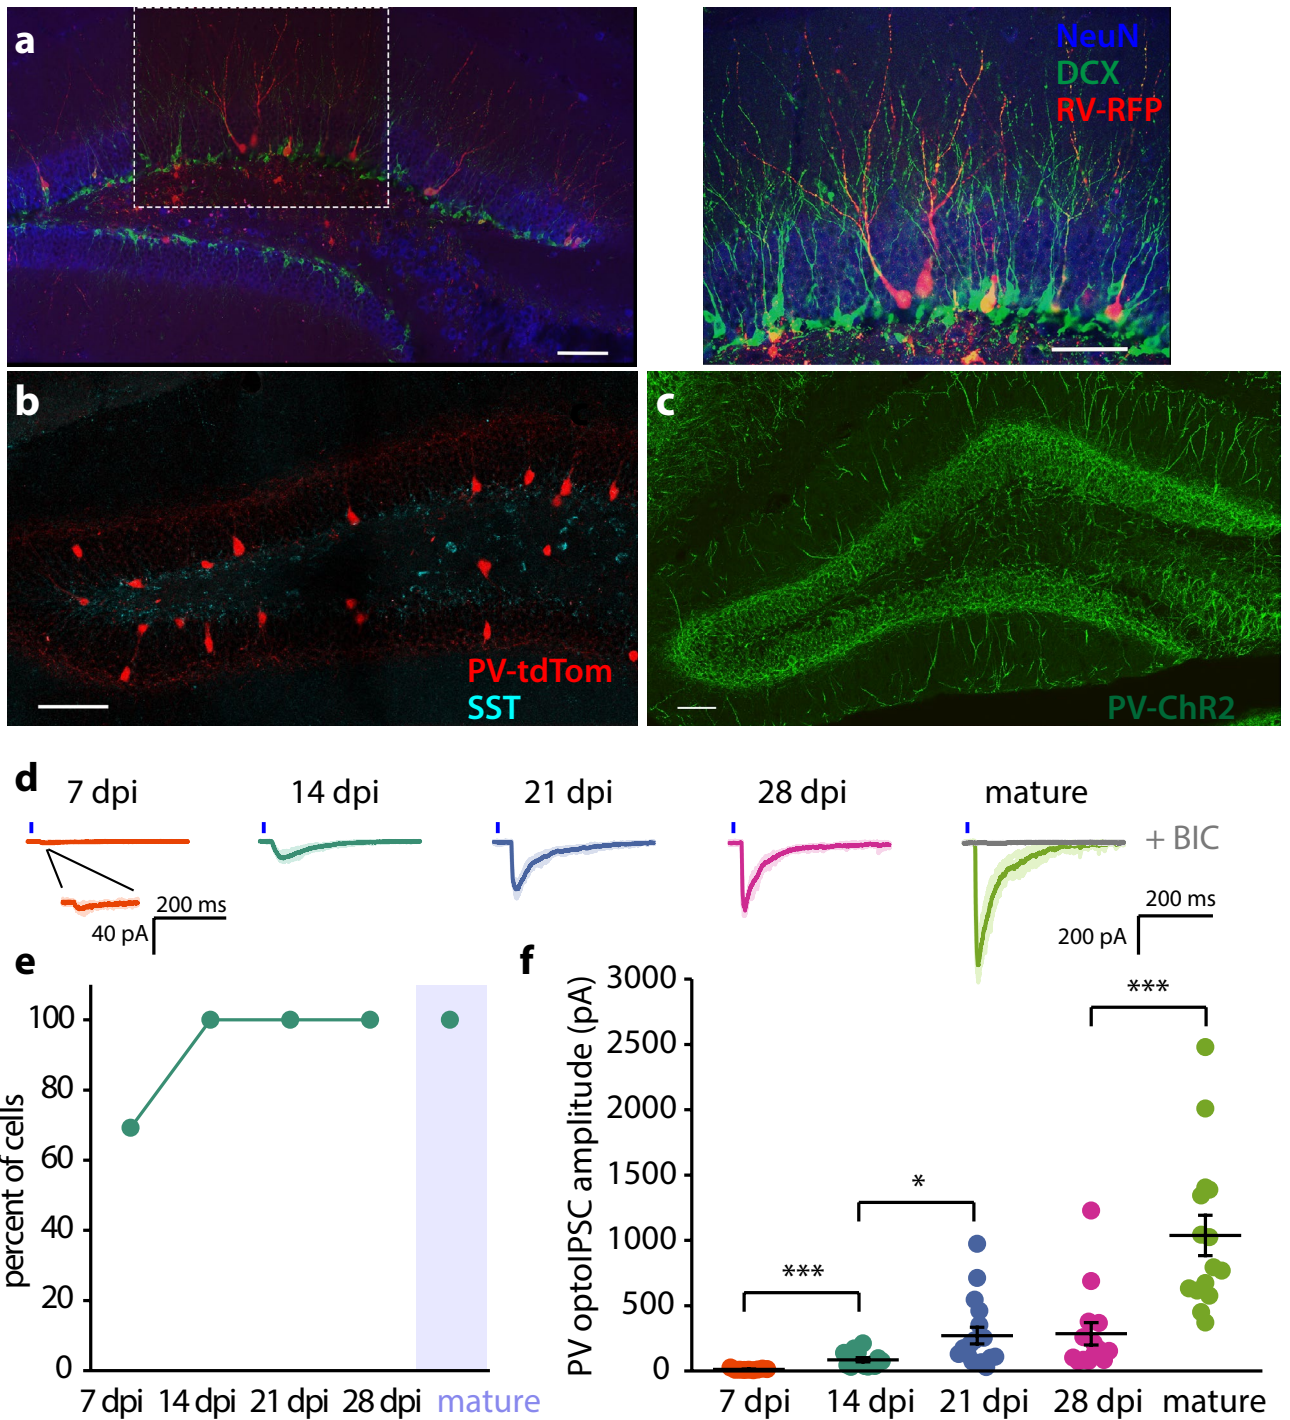 a
NeuN
DCX
RV-RFP
b
c
PV-tdTom
SST
c
PV-ChR2
d
7 dpi
14 dpi
21 dpi
28 dpi
mature
+ BIC
200 ms
40 pA
200 ms
200 pA
e
percent of cells
100
80
60
40
20
0
7 dpi
14 dpi
21 dpi
28 dpi
mature
f
PV optoIPSC amplitude (pA)
3000
2500
2000
1500
1000
500
0
***
*
***
7 dpi
14 dpi
21 dpi
28 dpi
mature